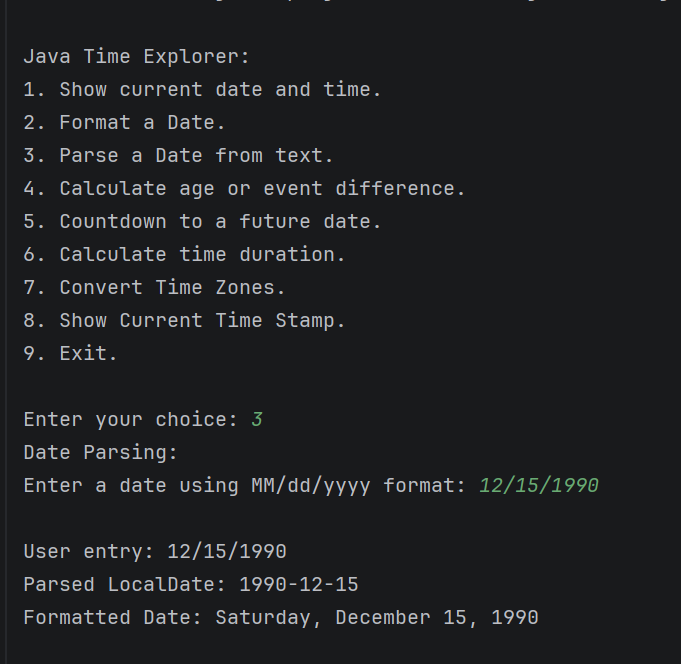 Java Time Explorer:
1. Show current date and time.
2. Format a Date.
3. Parse a Date from text.
4. Calculate age or event difference.
5. Countdown to a future date.
6. Calculate time duration.
7. Convert Time Zones.
8. Show Current Time Stamp.
9. Exit.
Enter your choice: 3
Date Parsing:
Enter a date using MM/dd/yyyy format: 12/15/1990
User entry: 12/15/1990
Parsed LocalDate: 1990-12-15
Formatted Date: Saturday, December 15, 1990